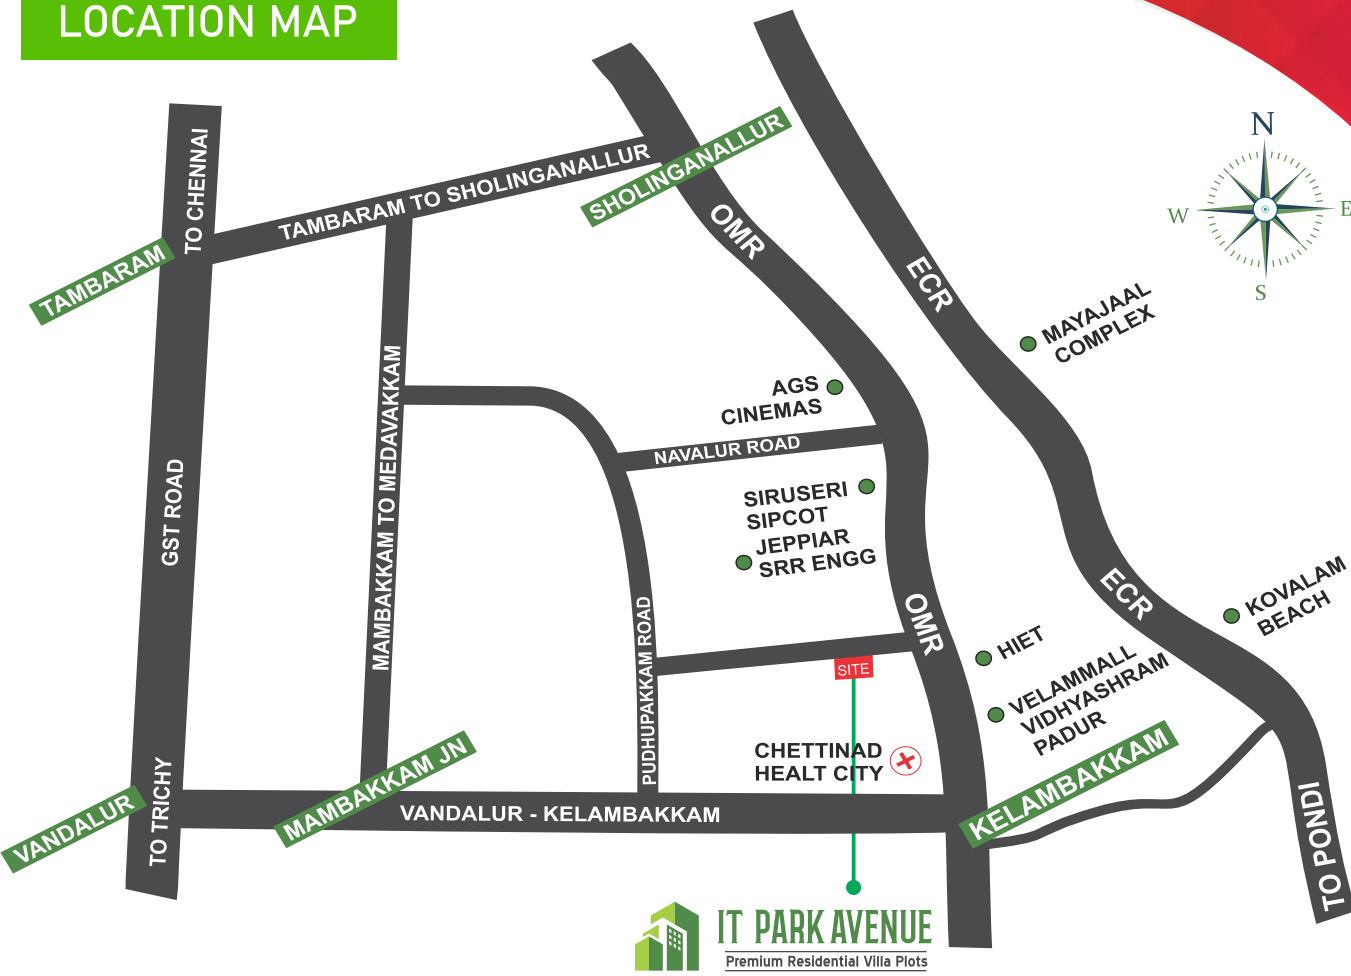 LOCATION MAP
N
W
E
S
TO CHENNAI
TAMBARAM TO SHOLINGANALLUR
SHOLINGANALLUR
TAMBARAM
OMR
ECR
MAYAJAAL
COMPLEX
AGS
CINEMAS
NAVALUR ROAD
MAMBAKKAM TO MEDAVAKKAM
GST ROAD
SIRUSERI
SIPCOT
JEPPIAR
SRR ENGG
OMR
ECR
KOVALAM
BEACH
HIET
PUDHUPAKKAM ROAD
SITE
VELAMMALL
VIDHYASHRAM
PADUR
CHETTINAD
HEALT CITY
KELAMBAKKAM
MAMBAKKAM JN
VANDALUR
TO TRICHY
VANDALUR - KELAMBAKKAM
TO PONDI
IT PARK AVENUE
Premium Residential Villa Plots